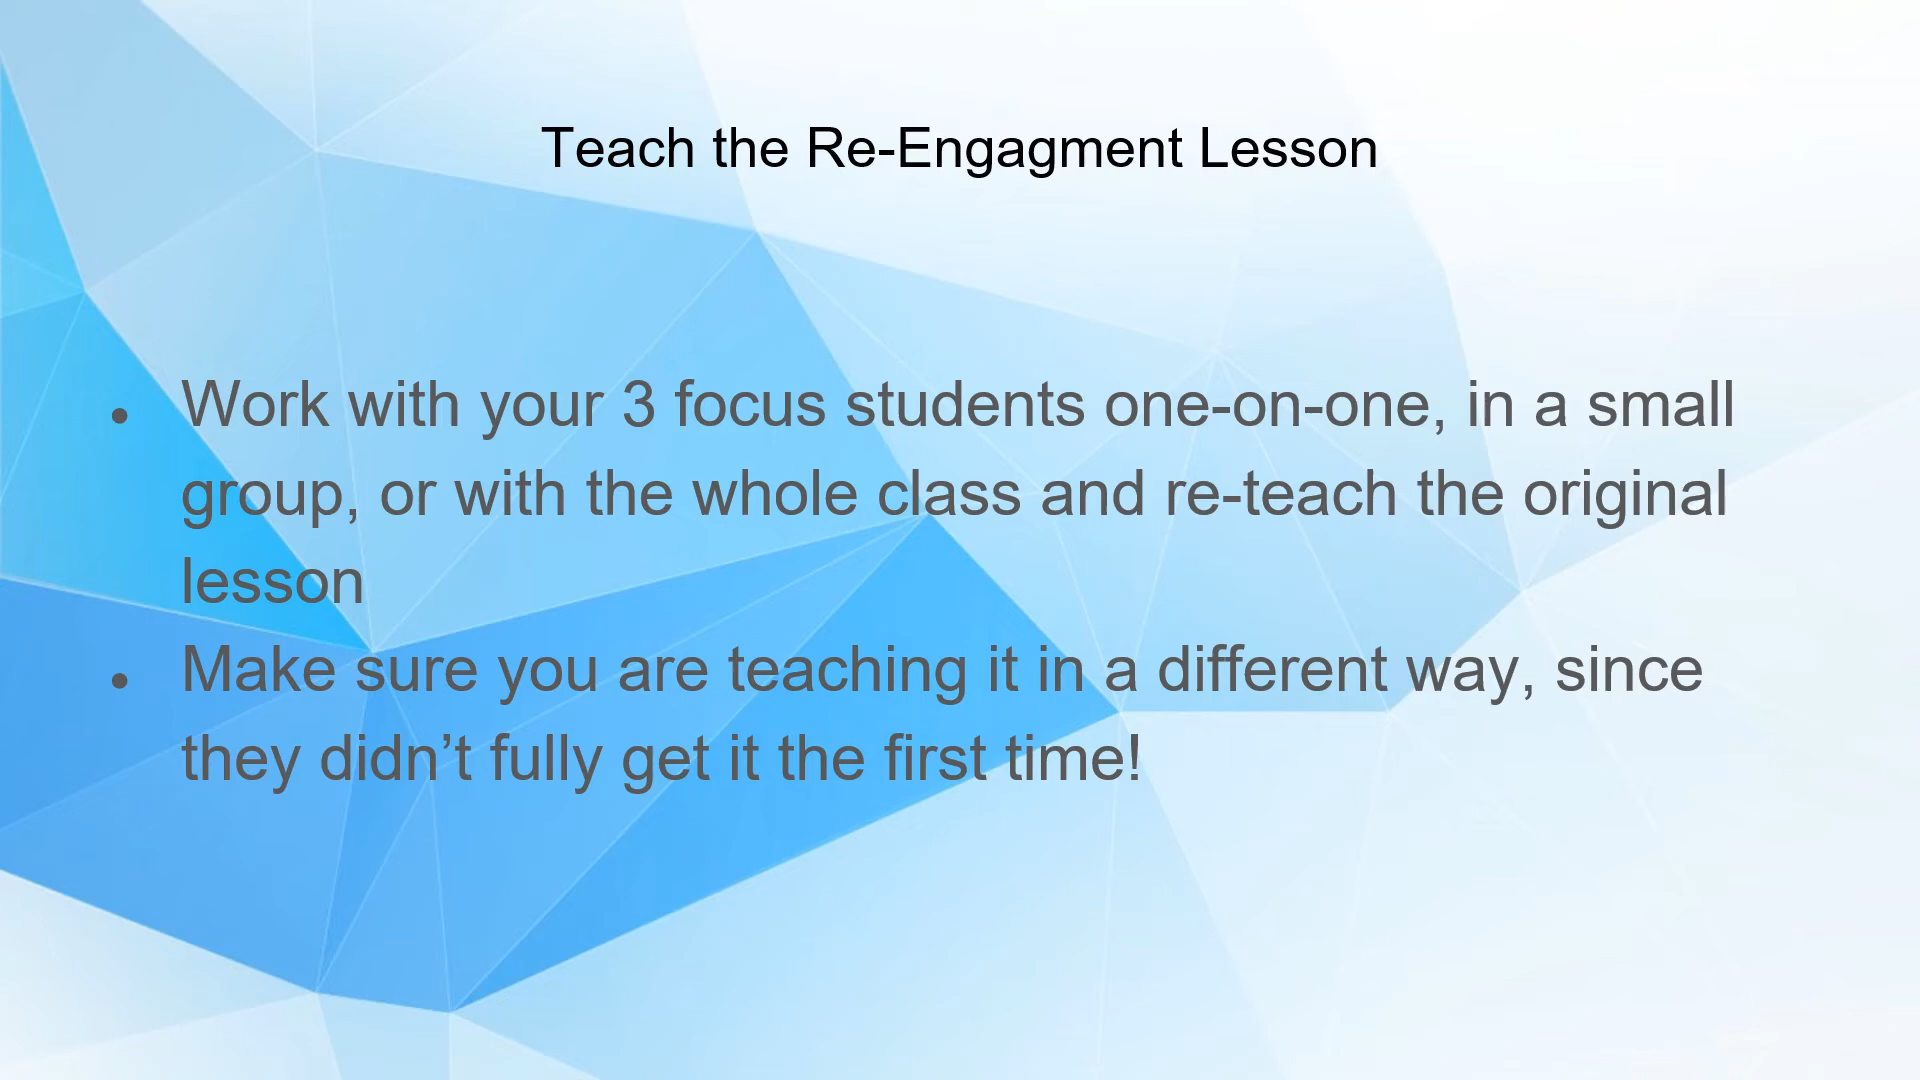 Teach the Re-Engagment Lesson
● Work with your 3 focus students one-on-one, in a small
group, or with the whole class and re-teach the original
lesson
● Make sure you are teaching it in a different way, since
they didn’t fully get it the first time!